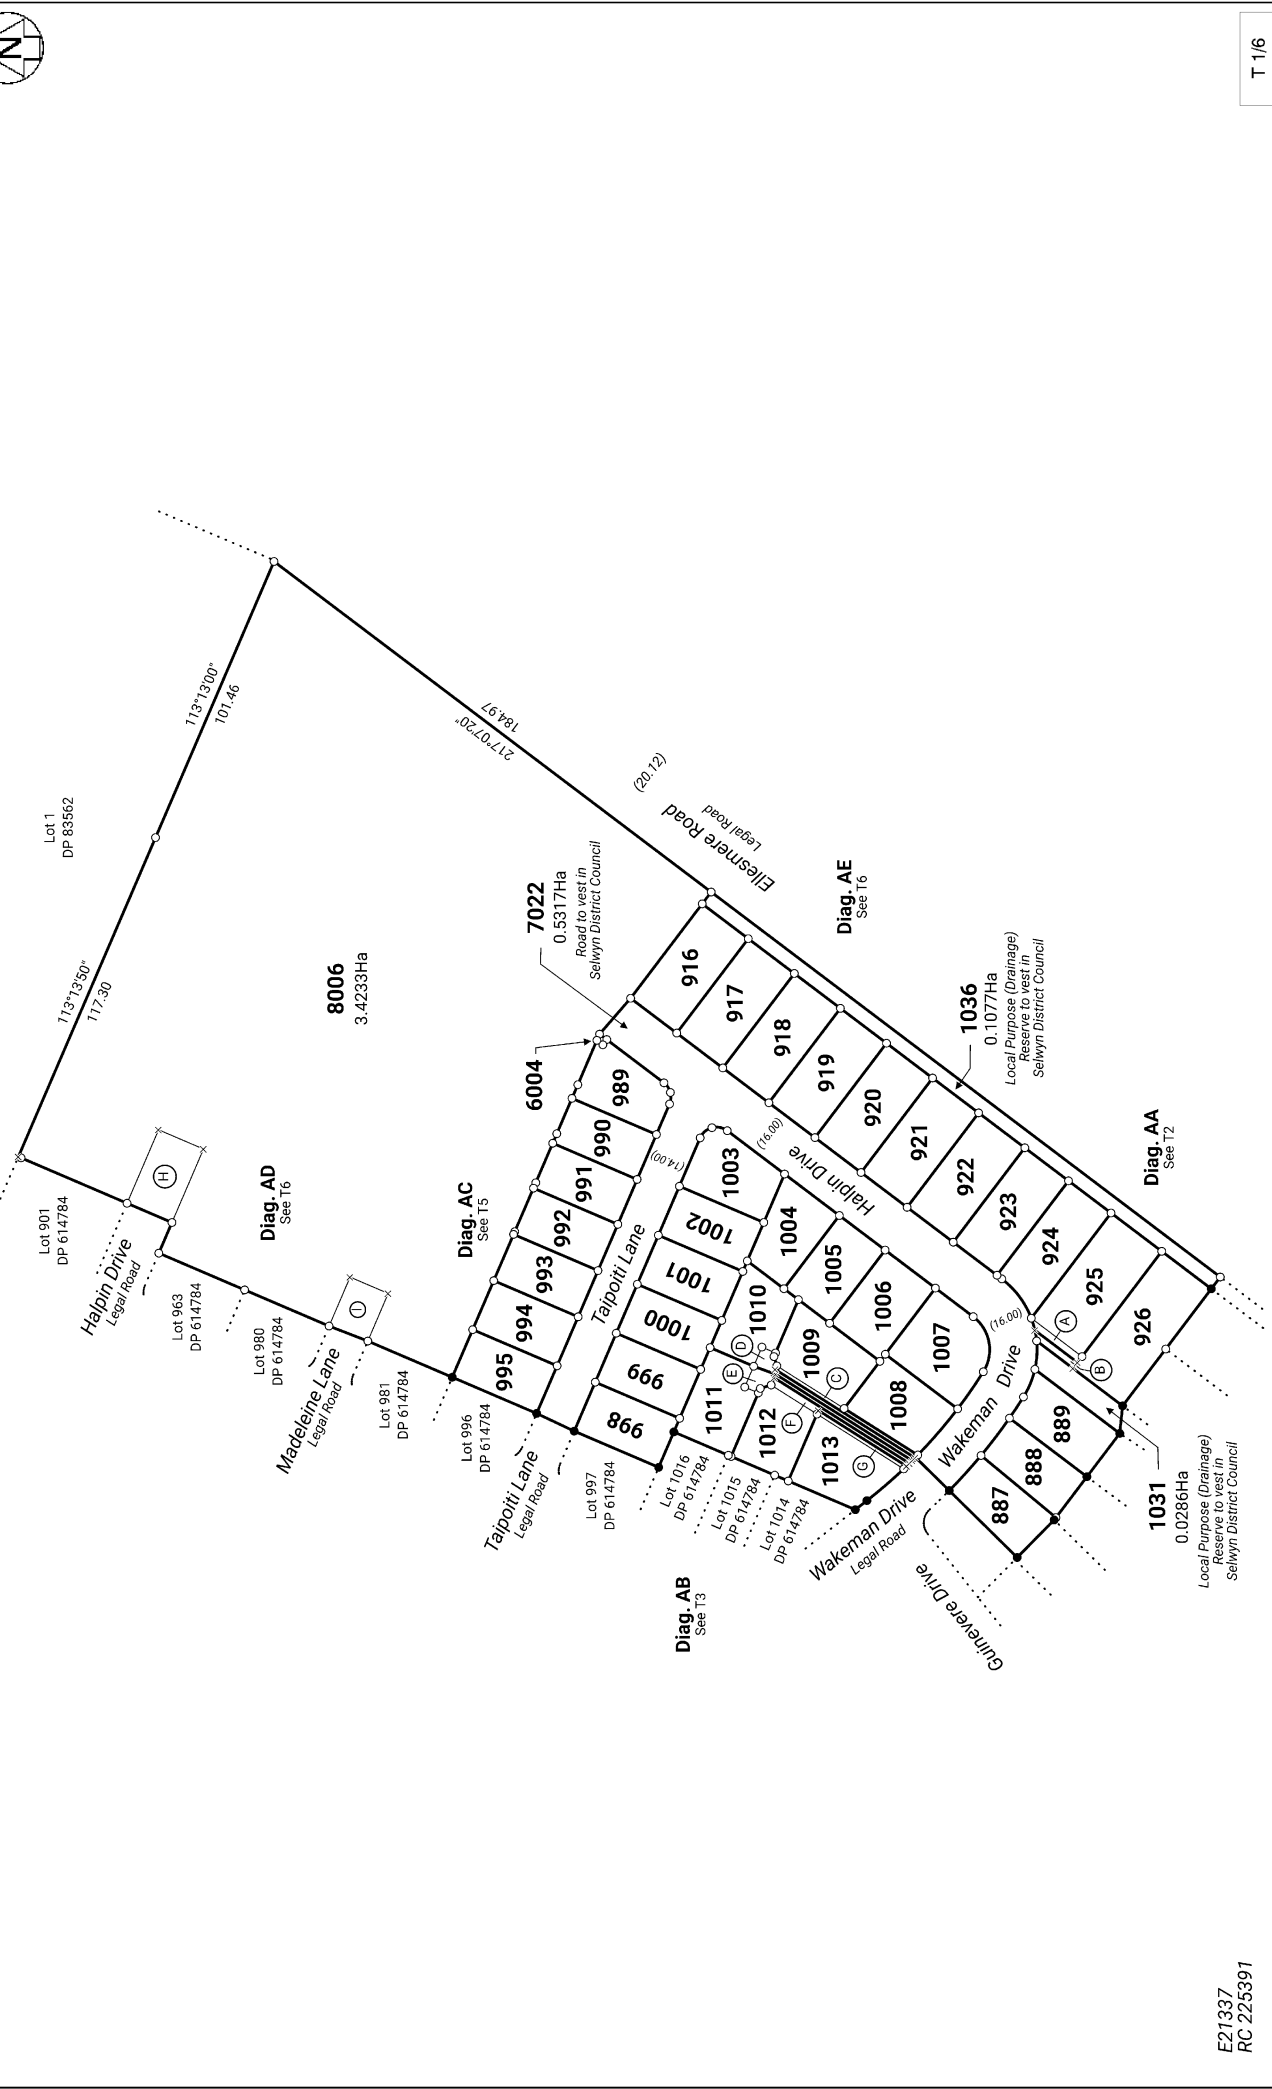 N
T 1/6
Lot 1
DP 83562
113°13'00"
101.46
113°13'50"
117.30
217°07'20"
184.97
(20.12)
Ellesmere Road
Legal Road
8006
3.4233Ha
Lot 901
DP 614784
Halpin Drive
Legal Road
H
Lot 963
DP 614784
Diag. AD
See T6
Lot 980
DP 614784
Madeleine Lane
Legal Road
I
Lot 981
DP 614784
Diag. AC
See T5
Lot 996
DP 614784
Taipoiti Lane
Legal Road
Lot 997
DP 614784
7022
0.5317Ha
Road to vest in
Selwyn District Council
6004
Diag. AE
See T6
1036
0.1077Ha
Local Purpose (Drainage)
Reserve to vest in
Selwyn District Council
Diag. AA
See T2
916
917
918
919
920
921
922
923
924
925
926
989
990
991
992
993
994
995
Taipoiti Lane
(14.00)
(16.00)
Halpin Drive
1003
1002
1001
1000
999
998
1004
1005
1006
1007
1008
1009
1010
1011
1012
1013
D
E
F
C
G
Lot 1016
DP 614784
Lot 1015
DP 614784
Lot 1014
DP 614784
Diag. AB
See T3
Wakeman Drive
Legal Road
Guinevere Drive
Wakeman Drive
(16.00)
A
B
887
888
889
1031
0.0286Ha
Local Purpose (Drainage)
Reserve to vest in
Selwyn District Council
E21337
RC 225391